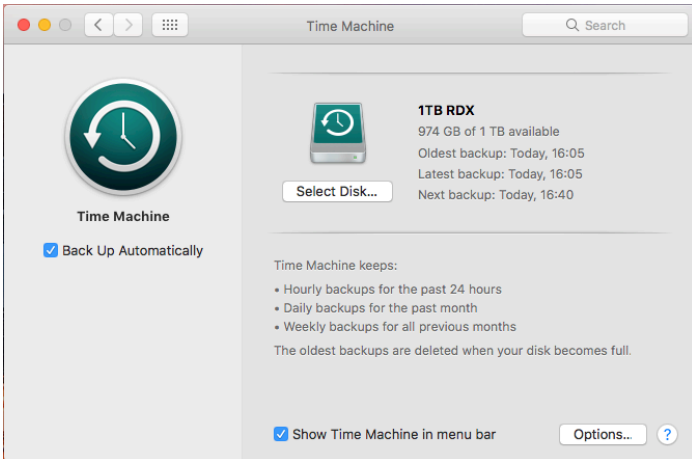 Time Machine
Search
1TB RDX
974 GB of 1 TB available
Oldest backup: Today, 16:05
Latest backup: Today, 16:05
Next backup: Today, 16:40
Select Disk...
Time Machine
Back Up Automatically
Time Machine keeps:
• Hourly backups for the past 24 hours
• Daily backups for the past month
• Weekly backups for all previous months
The oldest backups are deleted when your disk becomes full.
Show Time Machine in menu bar
Options...
?